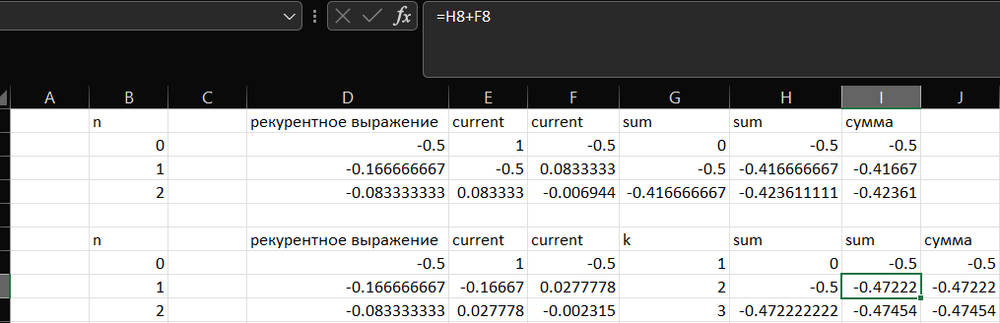 fx =H8+F8
A B C D E F G H I J
n рекурентное выражение current current sum sum сумма
0 -0.5 1 -0.5 0 -0.5 -0.5
1 -0.166666667 -0.5 0.0833333 -0.5 -0.416666667 -0.41667
2 -0.083333333 0.083333 -0.006944 -0.416666667 -0.423611111 -0.42361
n рекурентное выражение current current k sum sum сумма
0 -0.5 1 -0.5 1 0 -0.5 -0.5
1 -0.166666667 -0.16667 0.0277778 2 -0.5 -0.47222 -0.47222
2 -0.083333333 0.027778 -0.002315 3 -0.472222222 -0.47454 -0.47454